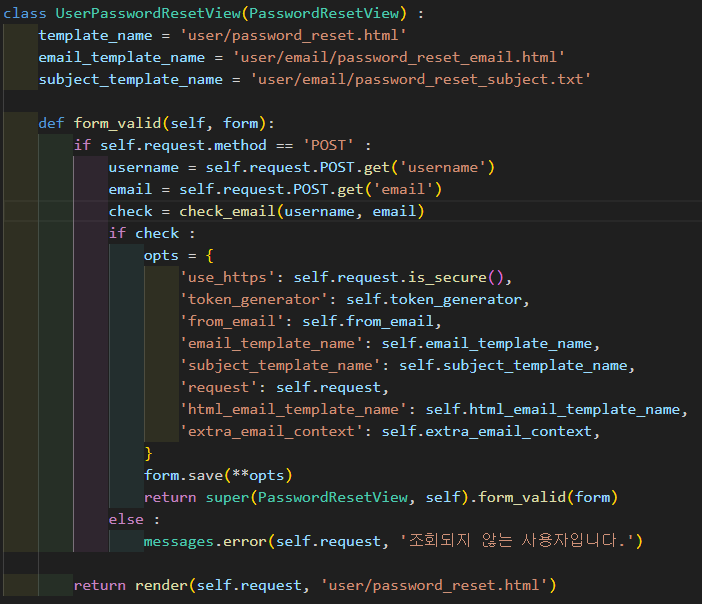 class UserPasswordResetView(PasswordResetView) :
    template_name = 'user/password_reset.html'
    email_template_name = 'user/email/password_reset_email.html'
    subject_template_name = 'user/email/password_reset_subject.txt'

    def form_valid(self, form):
        if self.request.method == 'POST' :
            username = self.request.POST.get('username')
            email = self.request.POST.get('email')
            check = check_email(username, email)
            if check :
                opts = {
                    'use_https': self.request.is_secure(),
                    'token_generator': self.token_generator,
                    'from_email': self.from_email,
                    'email_template_name': self.email_template_name,
                    'subject_template_name': self.subject_template_name,
                    'request': self.request,
                    'html_email_template_name': self.html_email_template_name,
                    'extra_email_context': self.extra_email_context,
                }
                form.save(**opts)
                return super(PasswordResetView, self).form_valid(form)
            else :
                messages.error(self.request, '조회되지 않는 사용자입니다.')

        return render(self.request, 'user/password_reset.html')